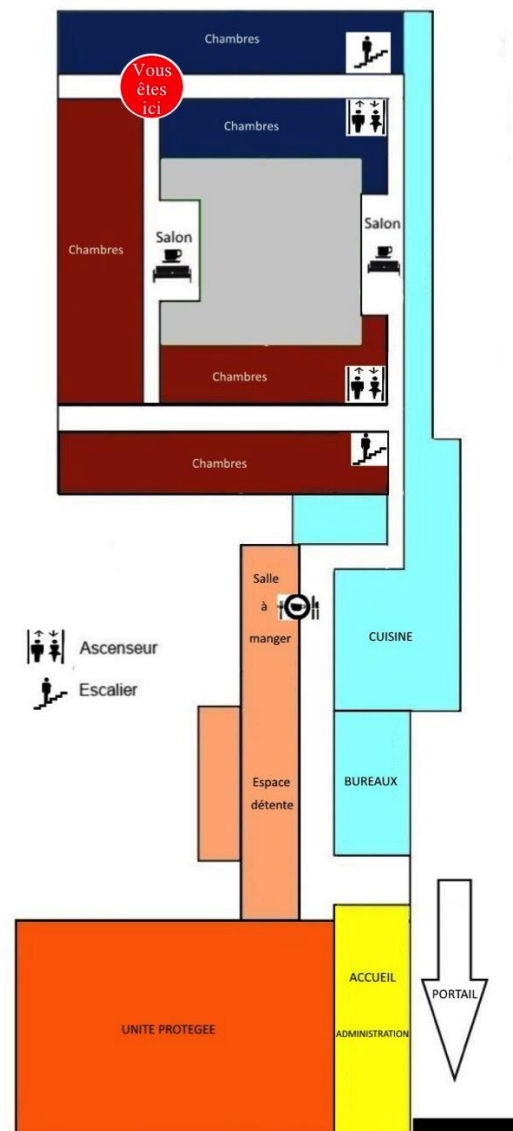 Chambres
Vous
êtes
ici
Chambres
Salon
Salon
Chambres
Chambres
Chambres
Salle
à
manger
CUISINE
Ascenseur
Escalier
Espace
détente
BUREAUX
ACCUEIL
PORTAIL
UNITE PROTEGEE
ADMINISTRATION